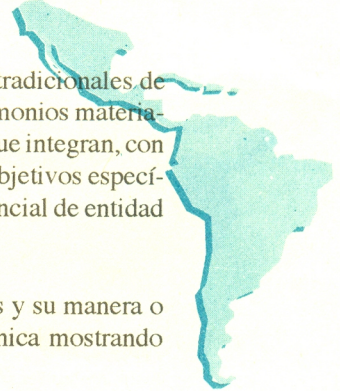 tradicionales de
monios materia-
ue integran, con
bjetivos especí-
ncial de entidad
s y su manera o
nica mostrando